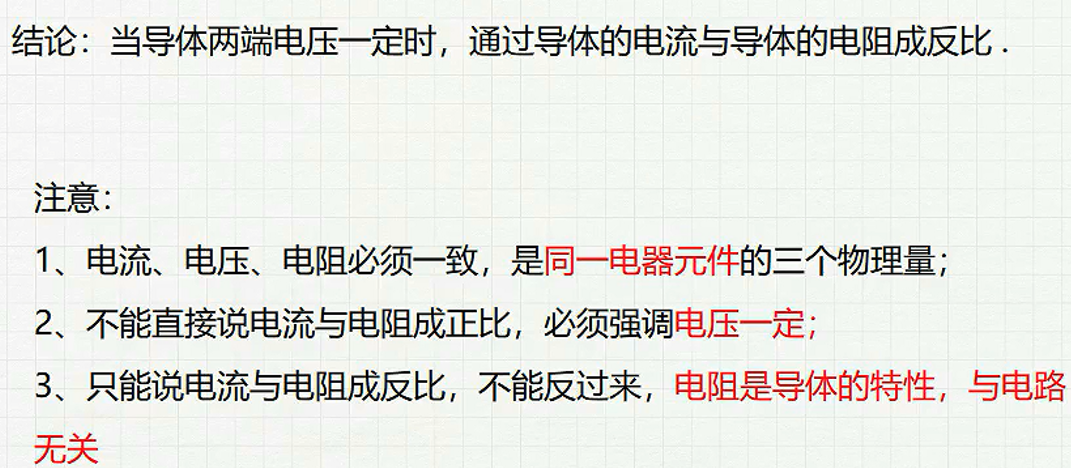 结论：当导体两端电压一定时，通过导体的电流与导体的电阻成反比．
注意：
1、电流、电压、电阻必须一致，是同一电器元件的三个物理量；
2、不能直接说电流与电阻成正比，必须强调电压一定；
3、只能说电流与电阻成反比，不能反过来，电阻是导体的特性，与电路
无关